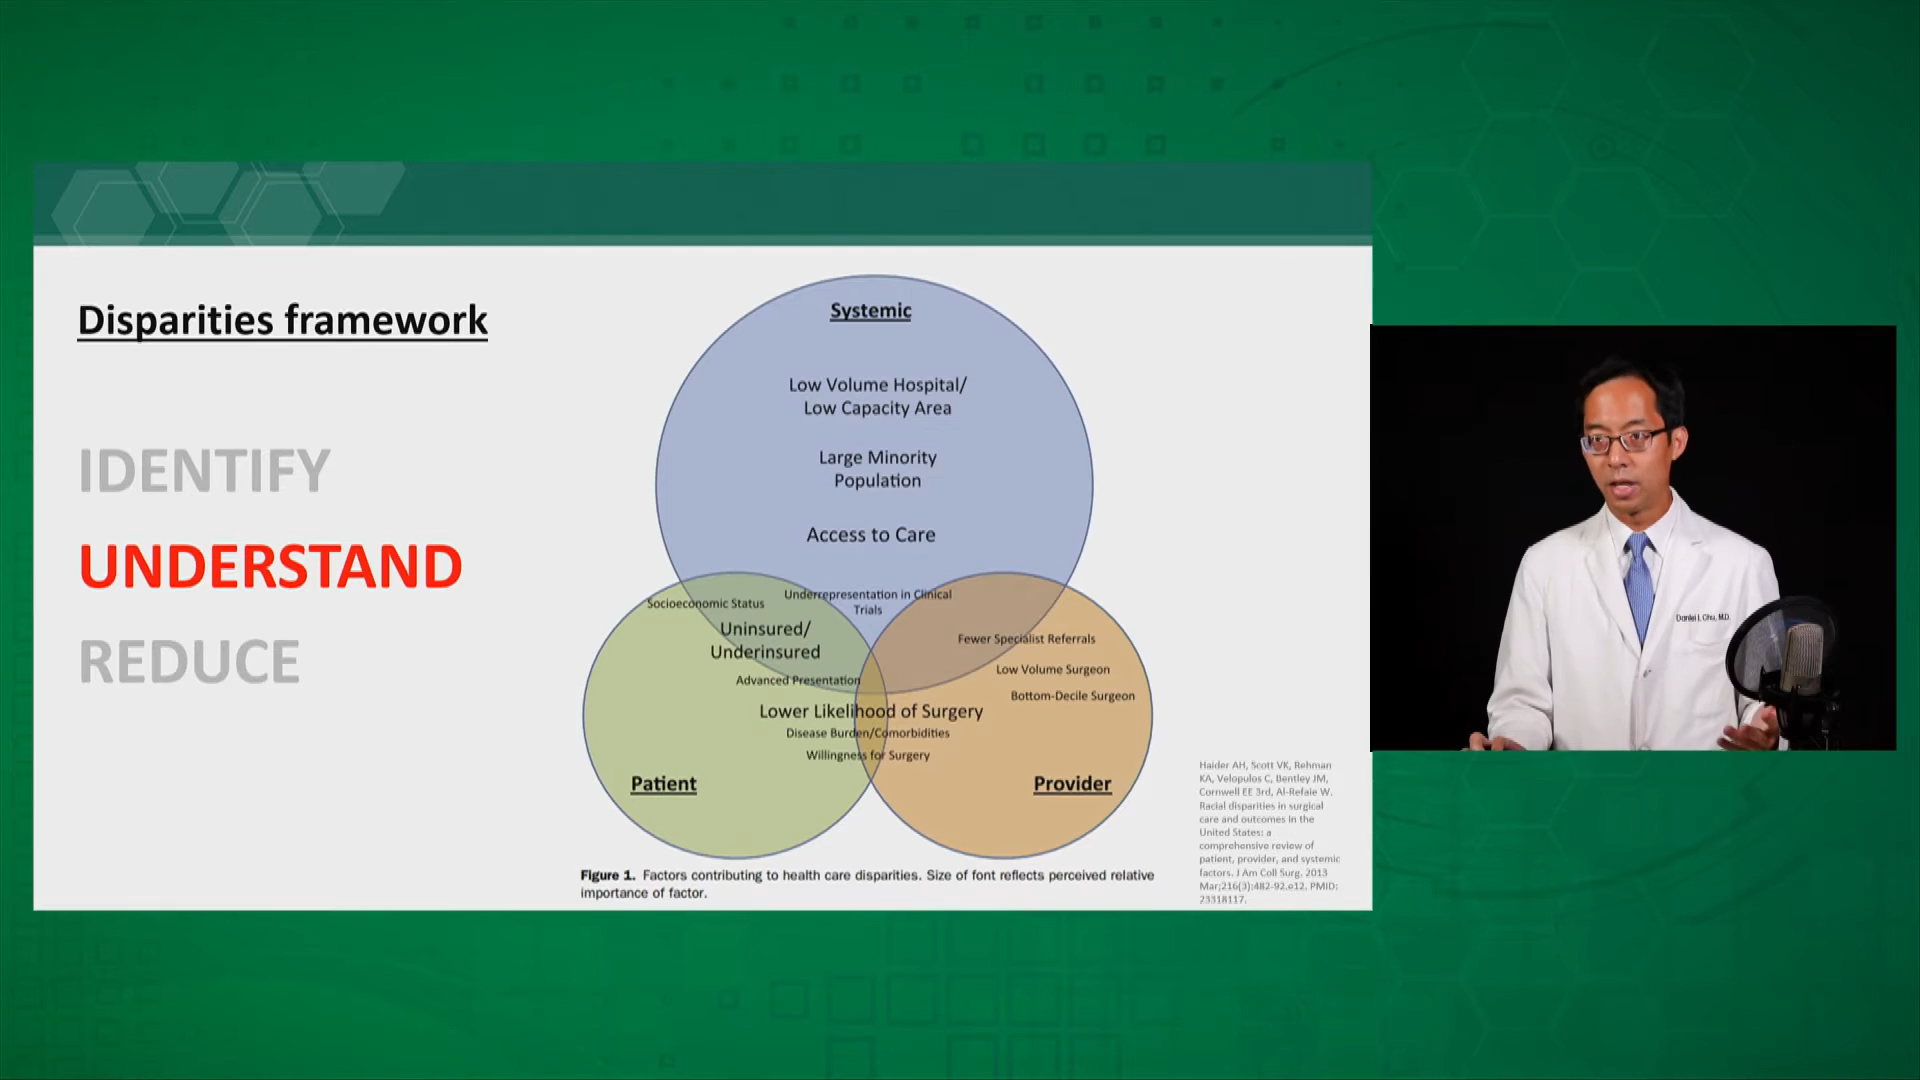 Disparities framework
IDENTIFY
UNDERSTAND
REDUCE
Systemic
Low Volume Hospital/
Low Capacity Area
Large Minority
Population
Access to Care
Underrepresentation in Clinical
Trials
Socioeconomic Status
Uninsured/
Underinsured
Advanced Presentation
Fewer Specialist Referrals
Low Volume Surgeon
Bottom-Decile Surgeon
Lower Likelihood of Surgery
Disease Burden/Comorbidities
Willingness for Surgery
Patient
Provider
Figure 1. Factors contributing to health care disparities. Size of font reflects perceived relative
importance of factor.
Haider AH, Scott VK, Rehman
KA, Velopulos C, Bentley JM,
Cornwell EE 3rd, Al-Refaie W.
Racial disparities in surgical
care and outcomes in the
United States: a
comprehensive review of
patient, provider, and systemic
factors. J Am Coll Surg. 2013
Mar;216(3):482-92.e12. PMID:
23318117.
Daniel I. Chu, M.D.